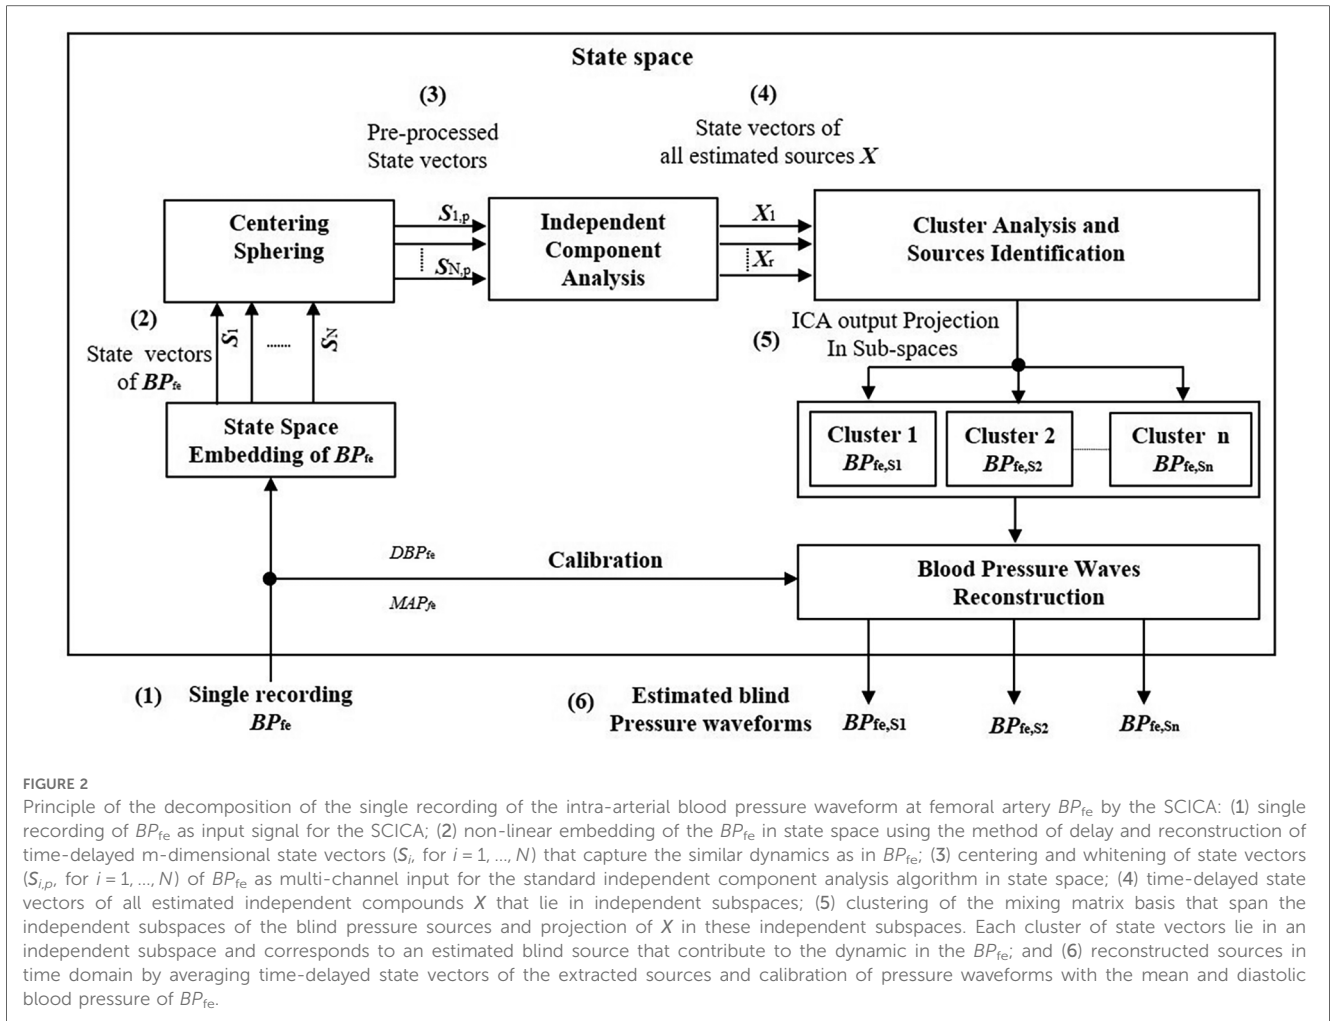 State space
(3)
(4)
Pre-processed
State vectors
State vectors of
all estimated sources X
Centering
Sphering
S1,p
SN,p
Independent
Component
Analysis
X1
Xr
Cluster Analysis and
Sources Identification
(2)
State vectors
of BPfe
S1
........
SN
(5)
ICA output Projection
In Sub-spaces
State Space
Embedding of BPfe
Cluster 1
BPfe,S1
Cluster 2
BPfe,S2
Cluster n
BPfe,Sn
DBPfe
Calibration
MAPfe
Blood Pressure Waves
Reconstruction
(1) Single recording
BPfe
(6) Estimated blind
Pressure waveforms
BPfe,S1
BPfe,S2
BPfe,Sn
FIGURE 2
Principle of the decomposition of the single recording of the intra-arterial blood pressure waveform at femoral artery BPfe by the SCICA: (1) single
recording of BPfe as input signal for the SCICA; (2) non-linear embedding of the BPfe in state space using the method of delay and reconstruction of
time-delayed m-dimensional state vectors (Si, for i = 1, ..., N) that capture the similar dynamics as in BPfe; (3) centering and whitening of state vectors
(Si,p, for i = 1, ..., N) of BPfe as multi-channel input for the standard independent component analysis algorithm in state space; (4) time-delayed state
vectors of all estimated independent compounds X that lie in independent subspaces; (5) clustering of the mixing matrix basis that span the
independent subspaces of the blind pressure sources and projection of X in these independent subspaces. Each cluster of state vectors lie in an
independent subspace and corresponds to an estimated blind source that contribute to the dynamic in the BPfe; and (6) reconstructed sources in
time domain by averaging time-delayed state vectors of the extracted sources and calibration of pressure waveforms with the mean and diastolic
blood pressure of BPfe.